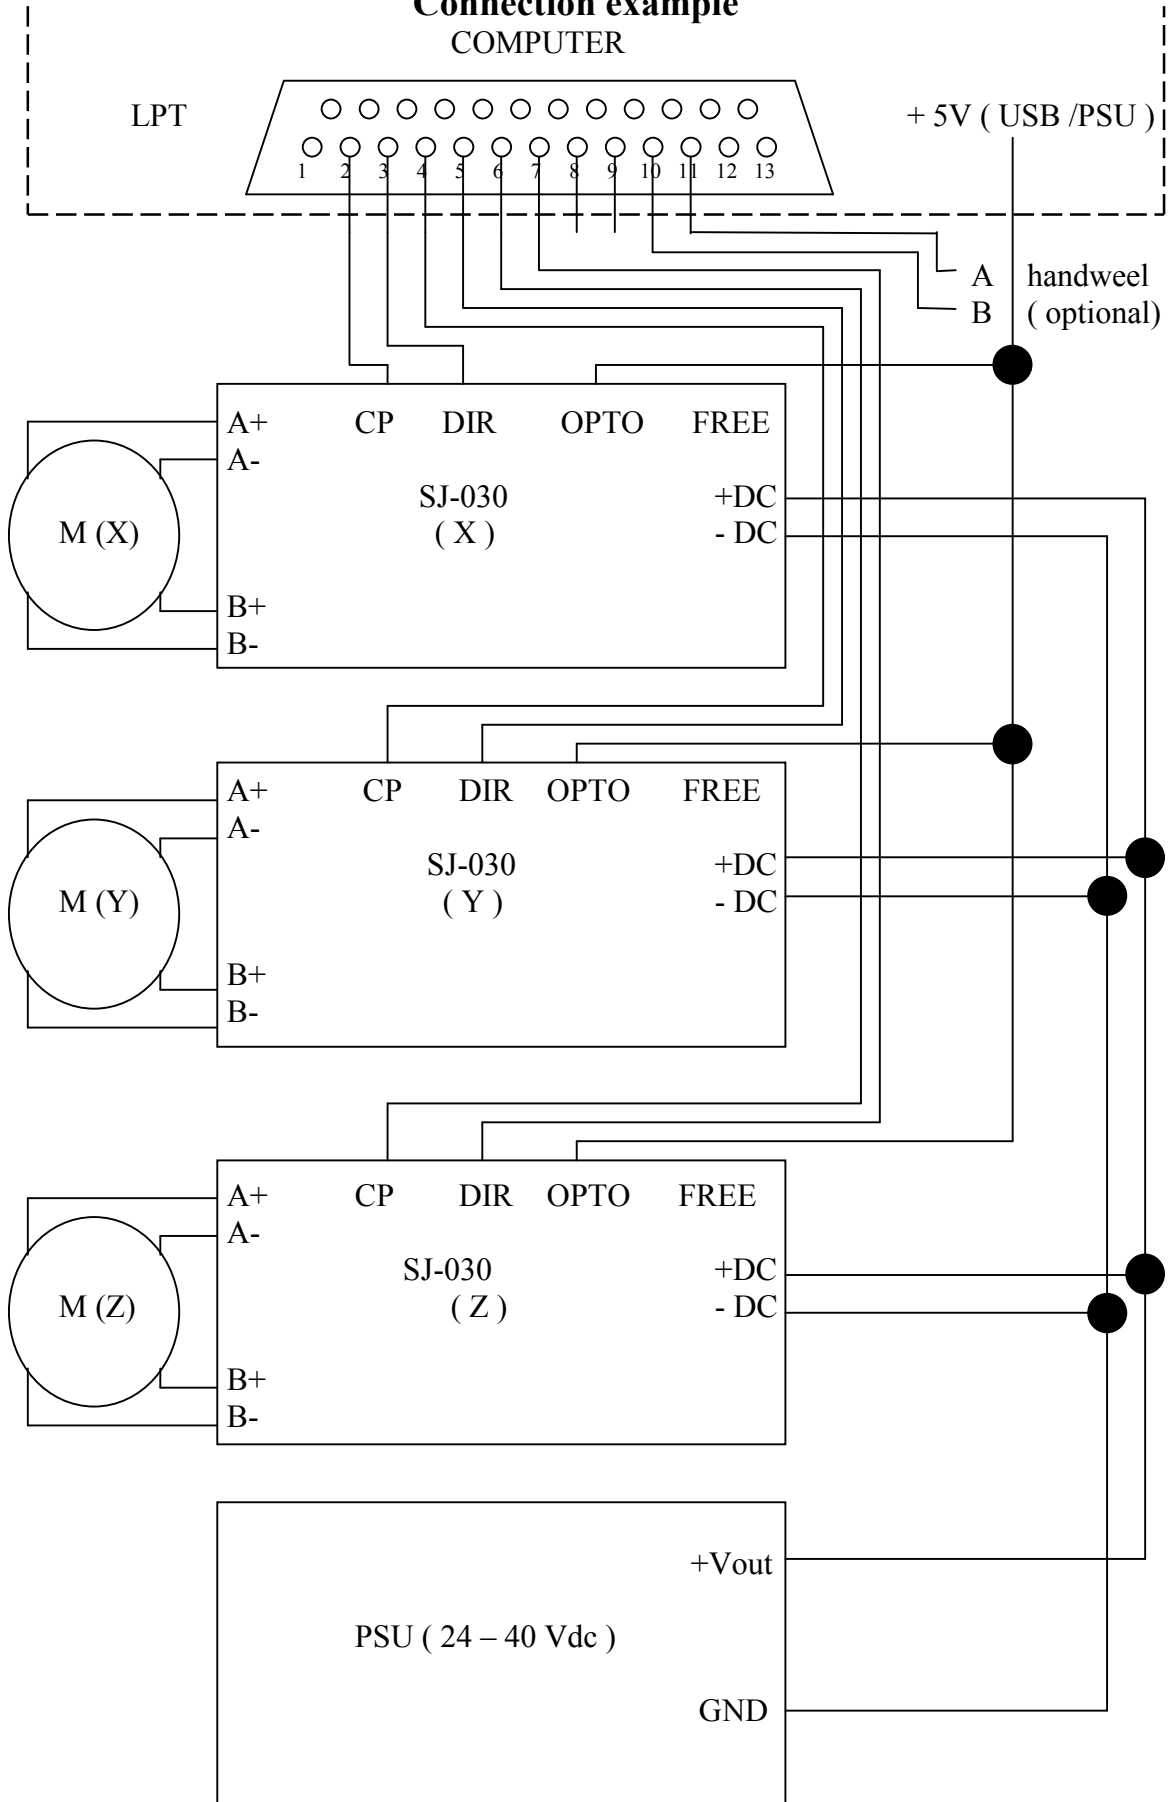 Connection example
COMPUTER
LPT
+ 5V ( USB /PSU )
1 2 3 4 5 6 7 8 9 10 11 12 13
A handweel
B ( optional)
A+ CP DIR OPTO FREE
A-
SJ-030 +DC
M (X) ( X ) - DC
B+
B-
A+ CP DIR OPTO FREE
A-
SJ-030 +DC
M (Y) ( Y ) - DC
B+
B-
A+ CP DIR OPTO FREE
A-
SJ-030 +DC
M (Z) ( Z ) - DC
B+
B-
+Vout
PSU ( 24 – 40 Vdc )
GND